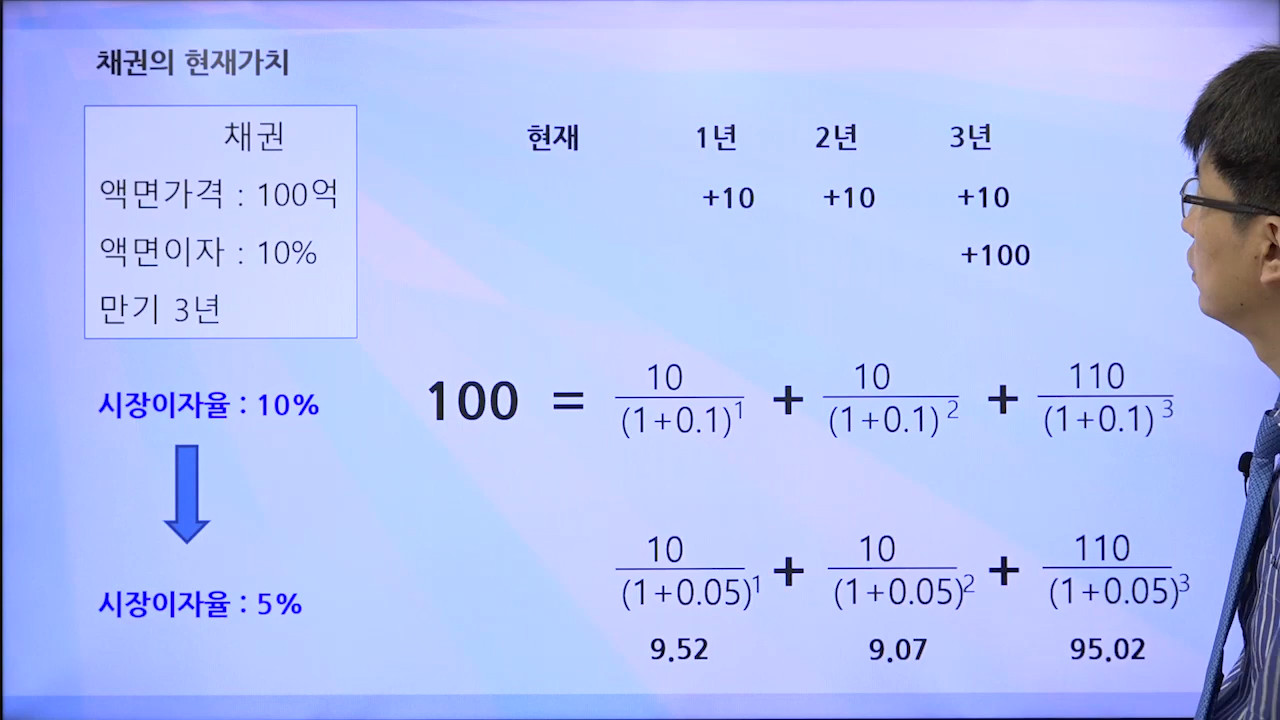 채권의 현재가치
채권
액면가격 : 100억
액면이자 : 10%
만기 3년
현재 1년 2년 3년
+10 +10 +10
+100
시장이자율 : 10%
100 = 10/(1+0.1)^1 + 10/(1+0.1)^2 + 110/(1+0.1)^3
10/(1+0.05)^1 + 10/(1+0.05)^2 + 110/(1+0.05)^3
시장이자율 : 5%
9.52 9.07 95.02